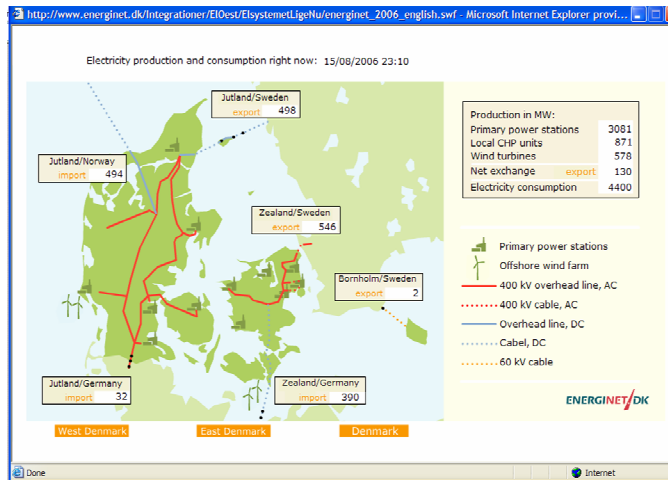 http://www.energinet.dk/Integrationer/ElOest/ElsystemetLigeNu/energinet_2006_english.swf - Microsoft Internet Explorer provi...
Electricity production and consumption right now: 15/08/2006 23:10
Jutland/Sweden
export 498
Jutland/Norway
import 494
Zealand/Sweden
export 546
Bornholm/Sweden
export 2
Jutland/Germany
import 32
Zealand/Germany
import 390
West Denmark
East Denmark
Denmark
Production in MW:
Primary power stations 3081
Local CHP units 871
Wind turbines 578
Net exchange export 130
Electricity consumption 4400
Primary power stations
Offshore wind farm
400 kV overhead line, AC
400 kV cable, AC
Overhead line, DC
Cabel, DC
60 kV cable
ENERGINET/DK
Done
Internet